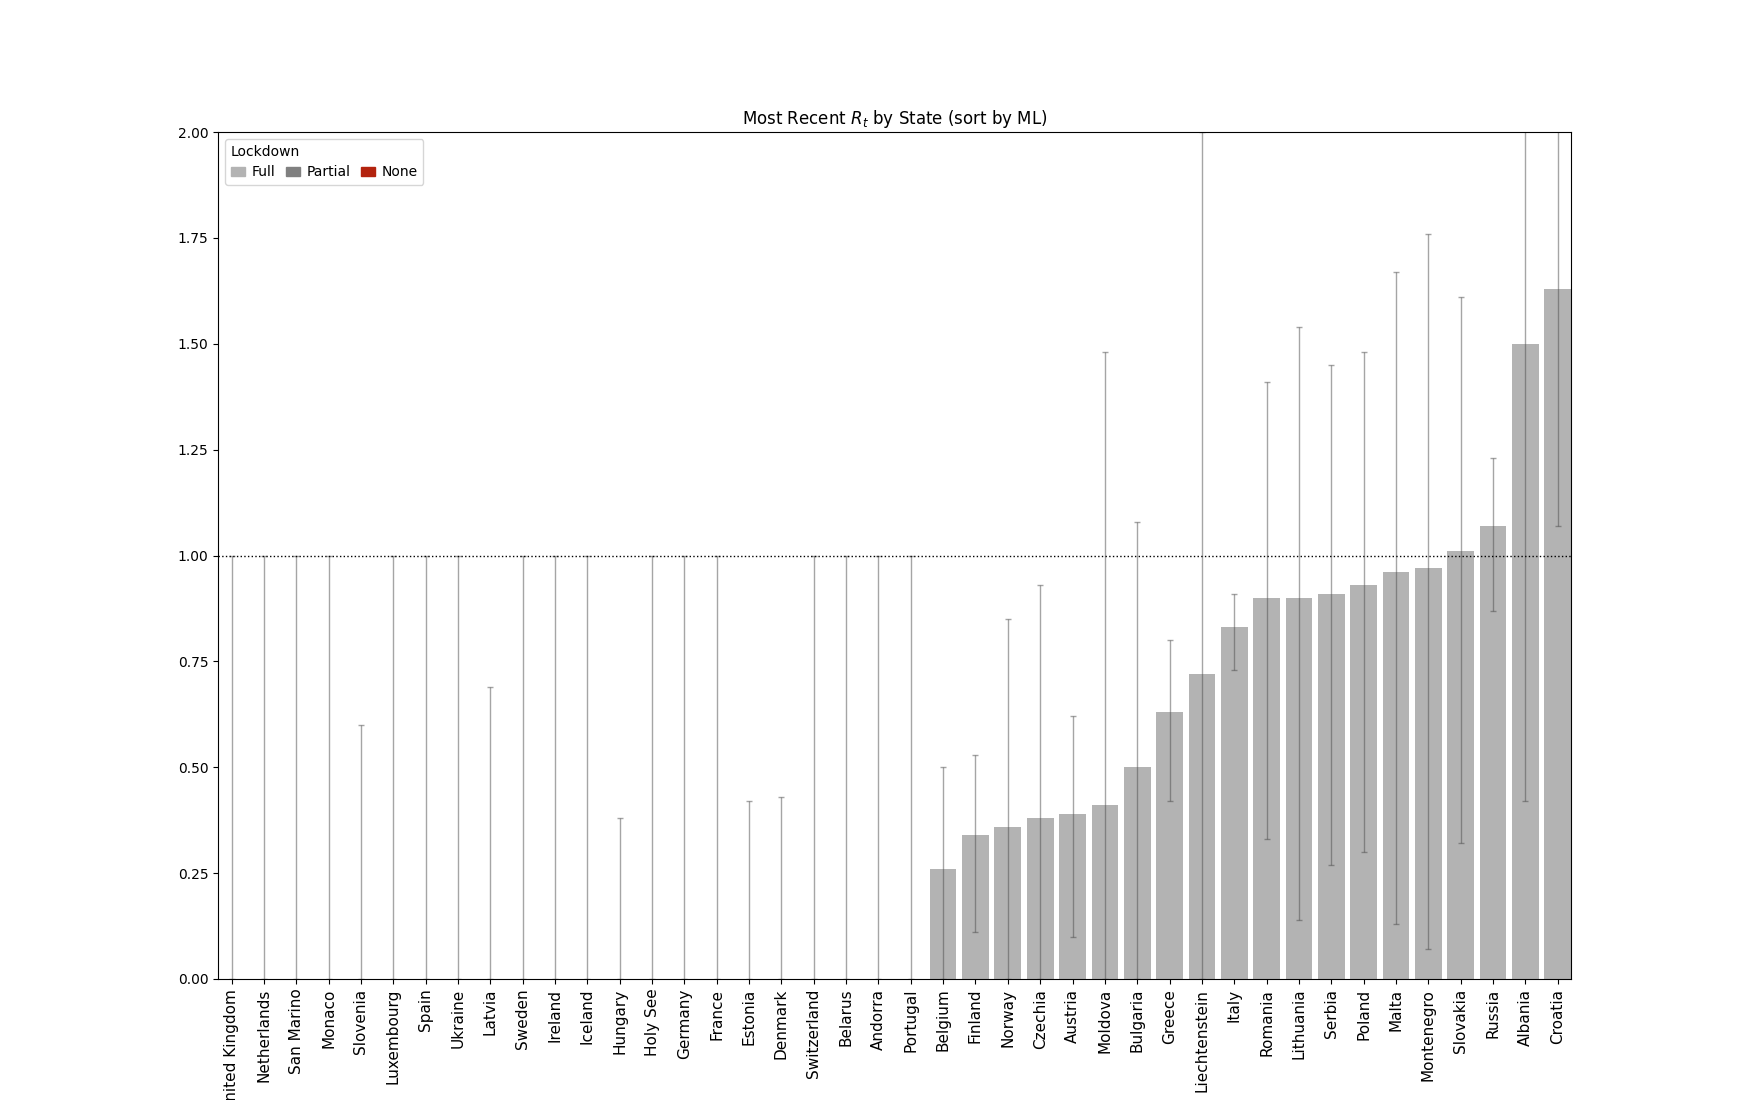 Most Recent Rt by State (sort by ML)
Lockdown
Full Partial None
2.00
1.75
1.50
1.25
1.00
0.75
0.50
0.25
0.00
nited Kingdom
Netherlands
San Marino
Monaco
Slovenia
Luxembourg
Spain
Ukraine
Latvia
Sweden
Ireland
Iceland
Hungary
Holy See
Germany
France
Estonia
Denmark
Switzerland
Belarus
Andorra
Portugal
Belgium
Finland
Norway
Czechia
Austria
Moldova
Bulgaria
Greece
Liechtenstein
Italy
Romania
Lithuania
Serbia
Poland
Malta
Montenegro
Slovakia
Russia
Albania
Croatia